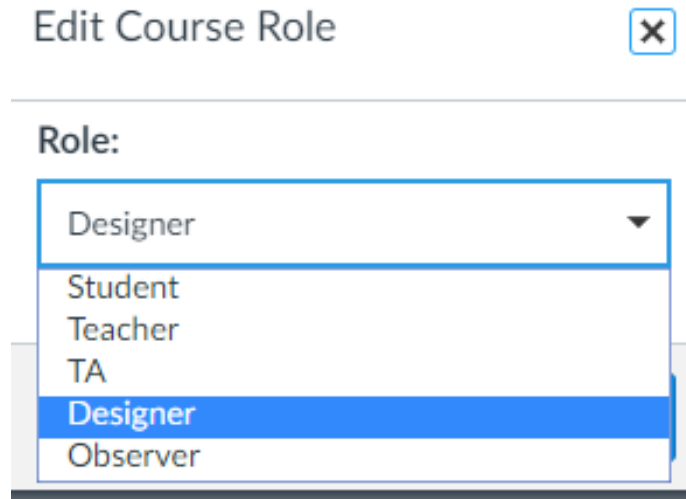 Edit Course Role
Role:
Designer
Student
Teacher
TA
Designer
Observer